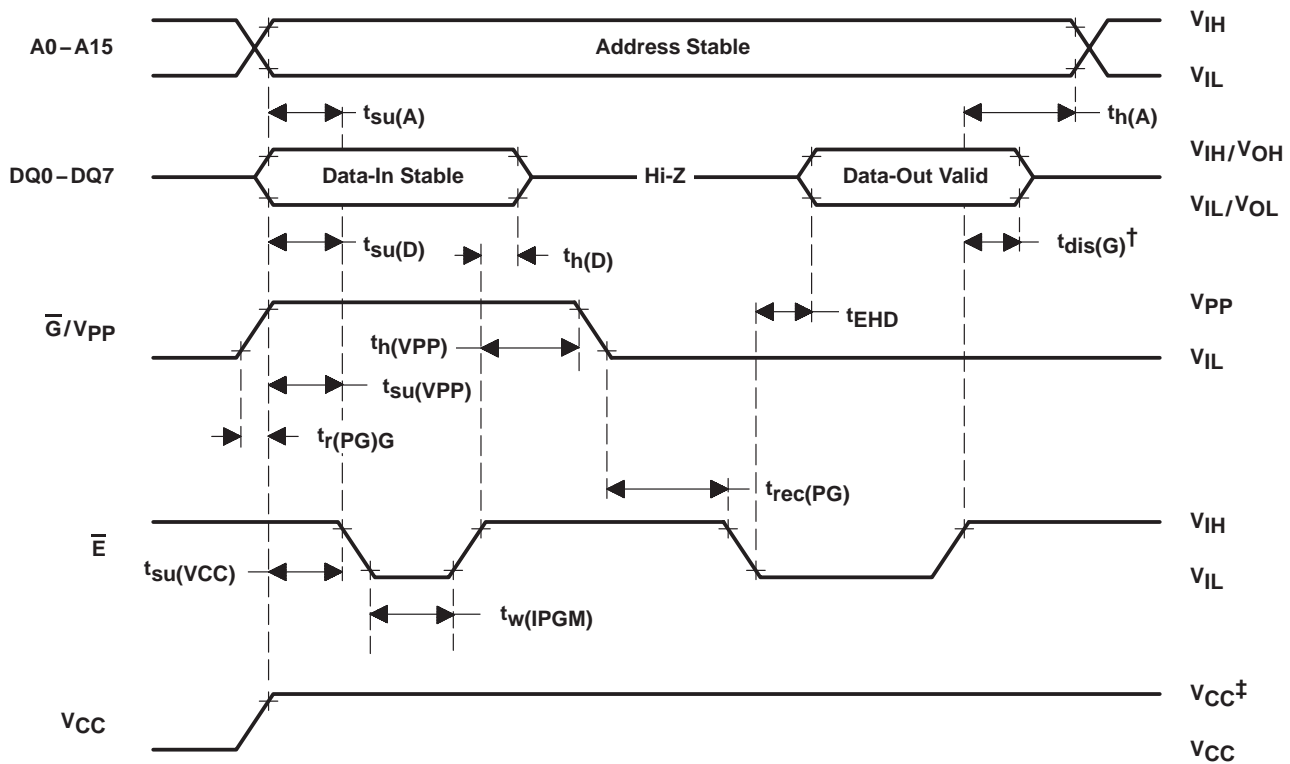 A0–A15
Address Stable
VIH
VIL
tsu(A)
th(A)
DQ0–DQ7
Data-In Stable
Hi-Z
Data-Out Valid
VIH/VOH
VIL/VOL
tsu(D)
th(D)
tdis(G)†
G̅/VPP
tEHD
VPP
th(VPP)
VIL
tsu(VPP)
tr(PG)G
trec(PG)
E̅
VIH
tsu(VCC)
VIL
tw(IPGM)
VCC
VCC‡
VCC